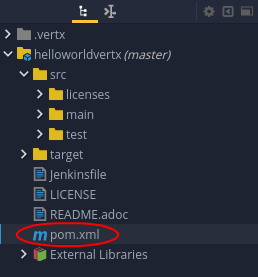 .vertx
helloworldvertx (master)
src
licenses
main
test
target
Jenkinsfile
LICENSE
README.adoc
m pom.xml
External Libraries